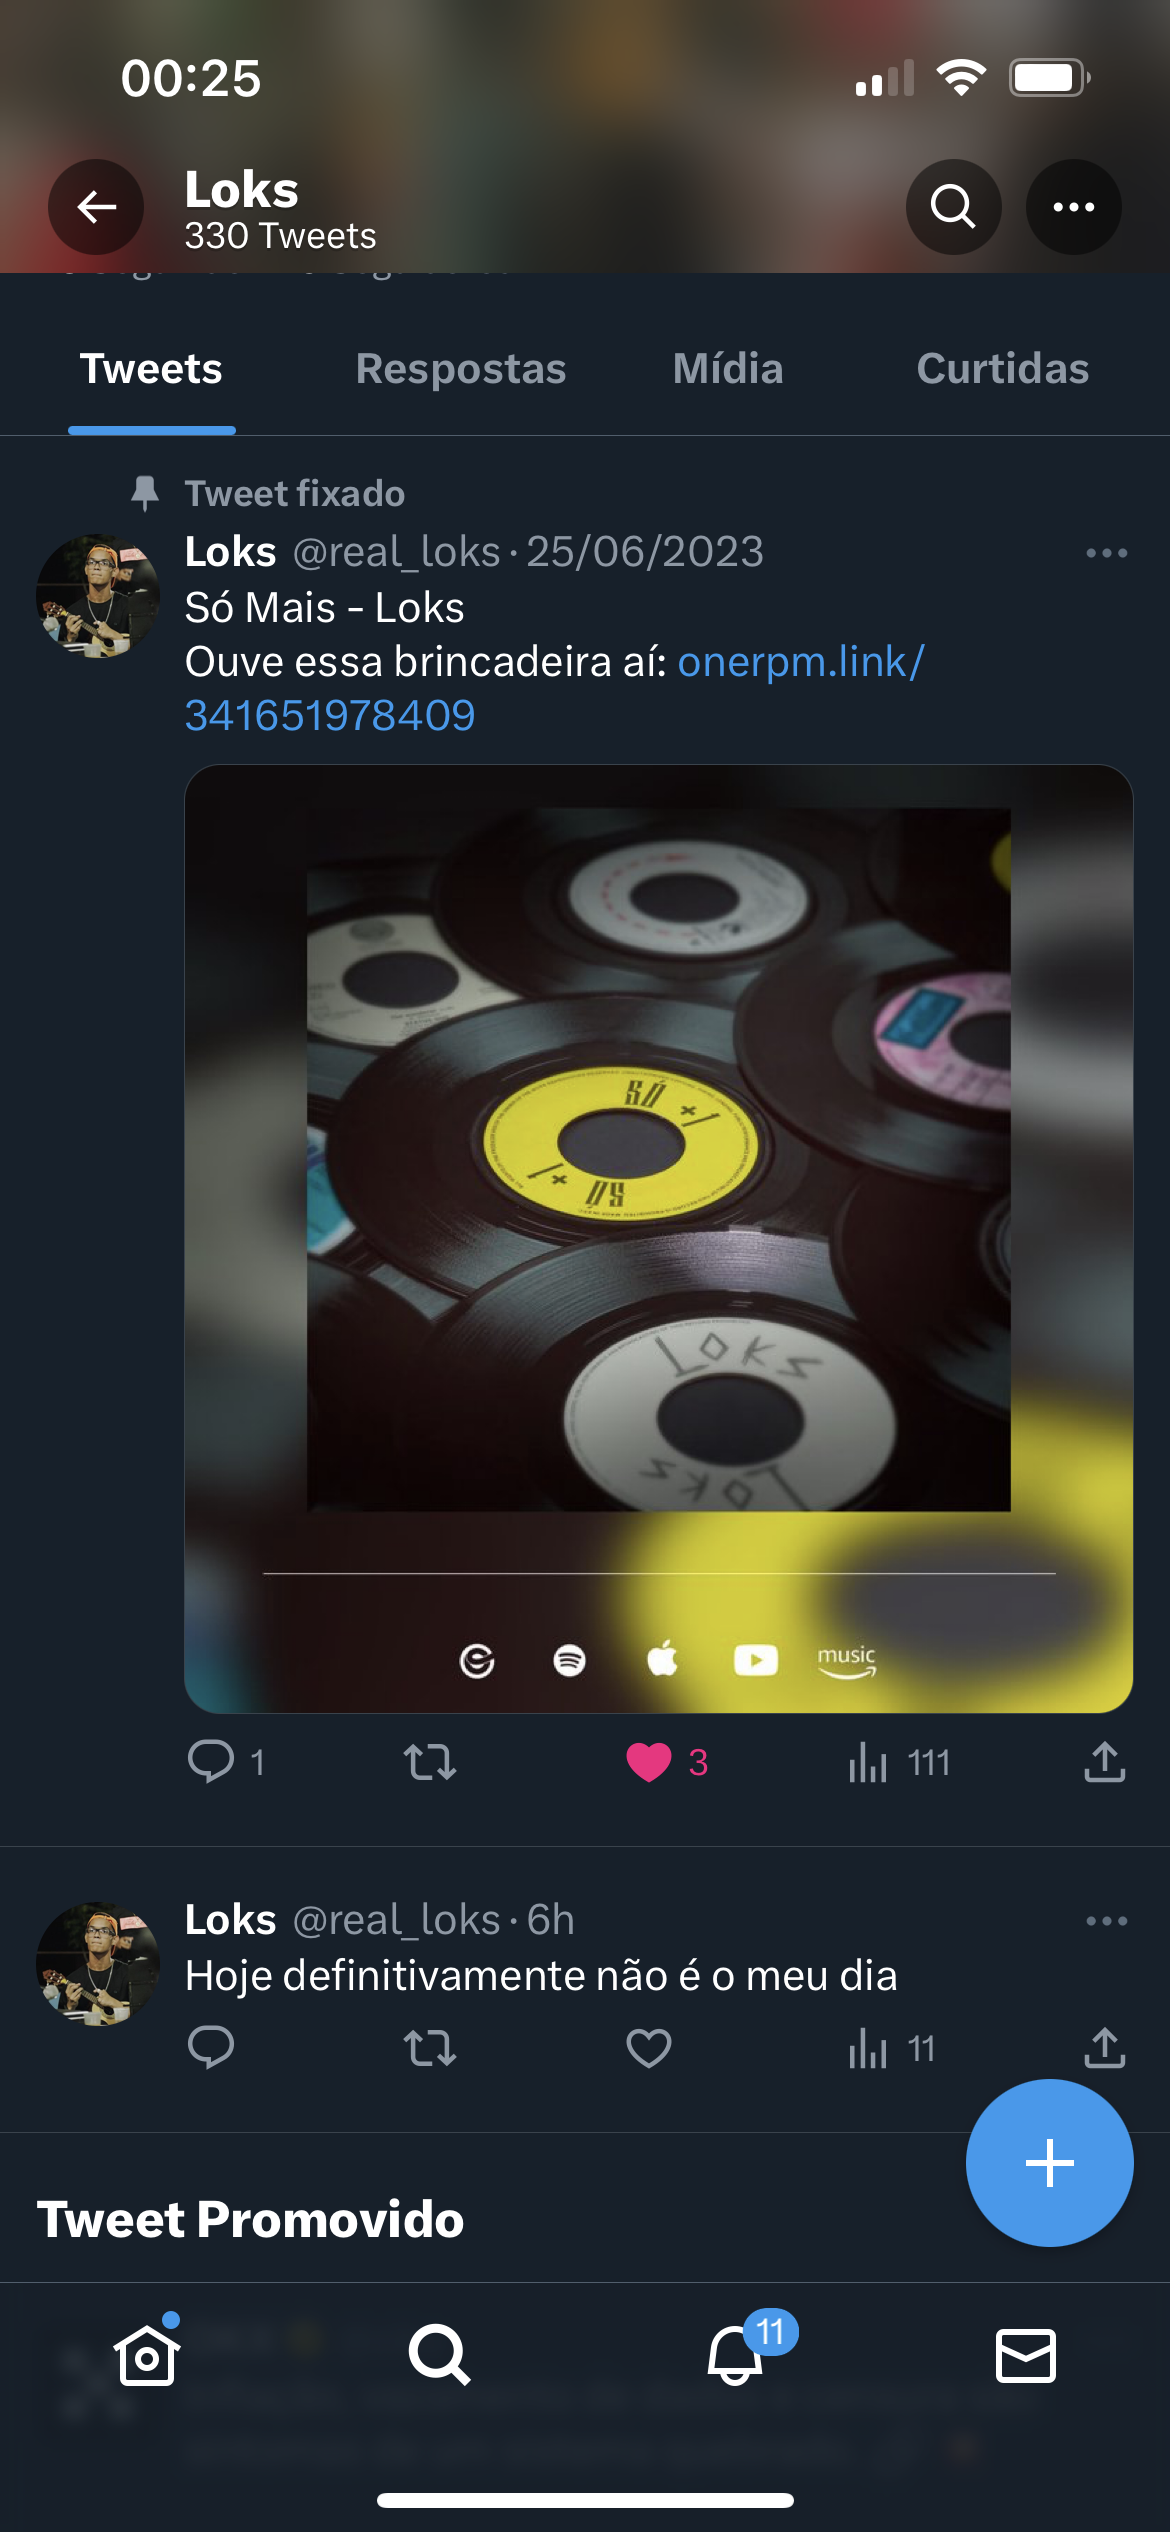 00:25
Loks
330 Tweets
Tweets
Respostas
Mídia
Curtidas
Tweet fixado
Loks @real_loks · 25/06/2023
Só Mais - Loks
Ouve essa brincadeira aí: onerpm.link/
341651978409
SÓ +1
SÓ +1
LOKS
LOKS
music
1
3
111
Loks @real_loks · 6h
Hoje definitivamente não é o meu dia
11
Tweet Promovido
11